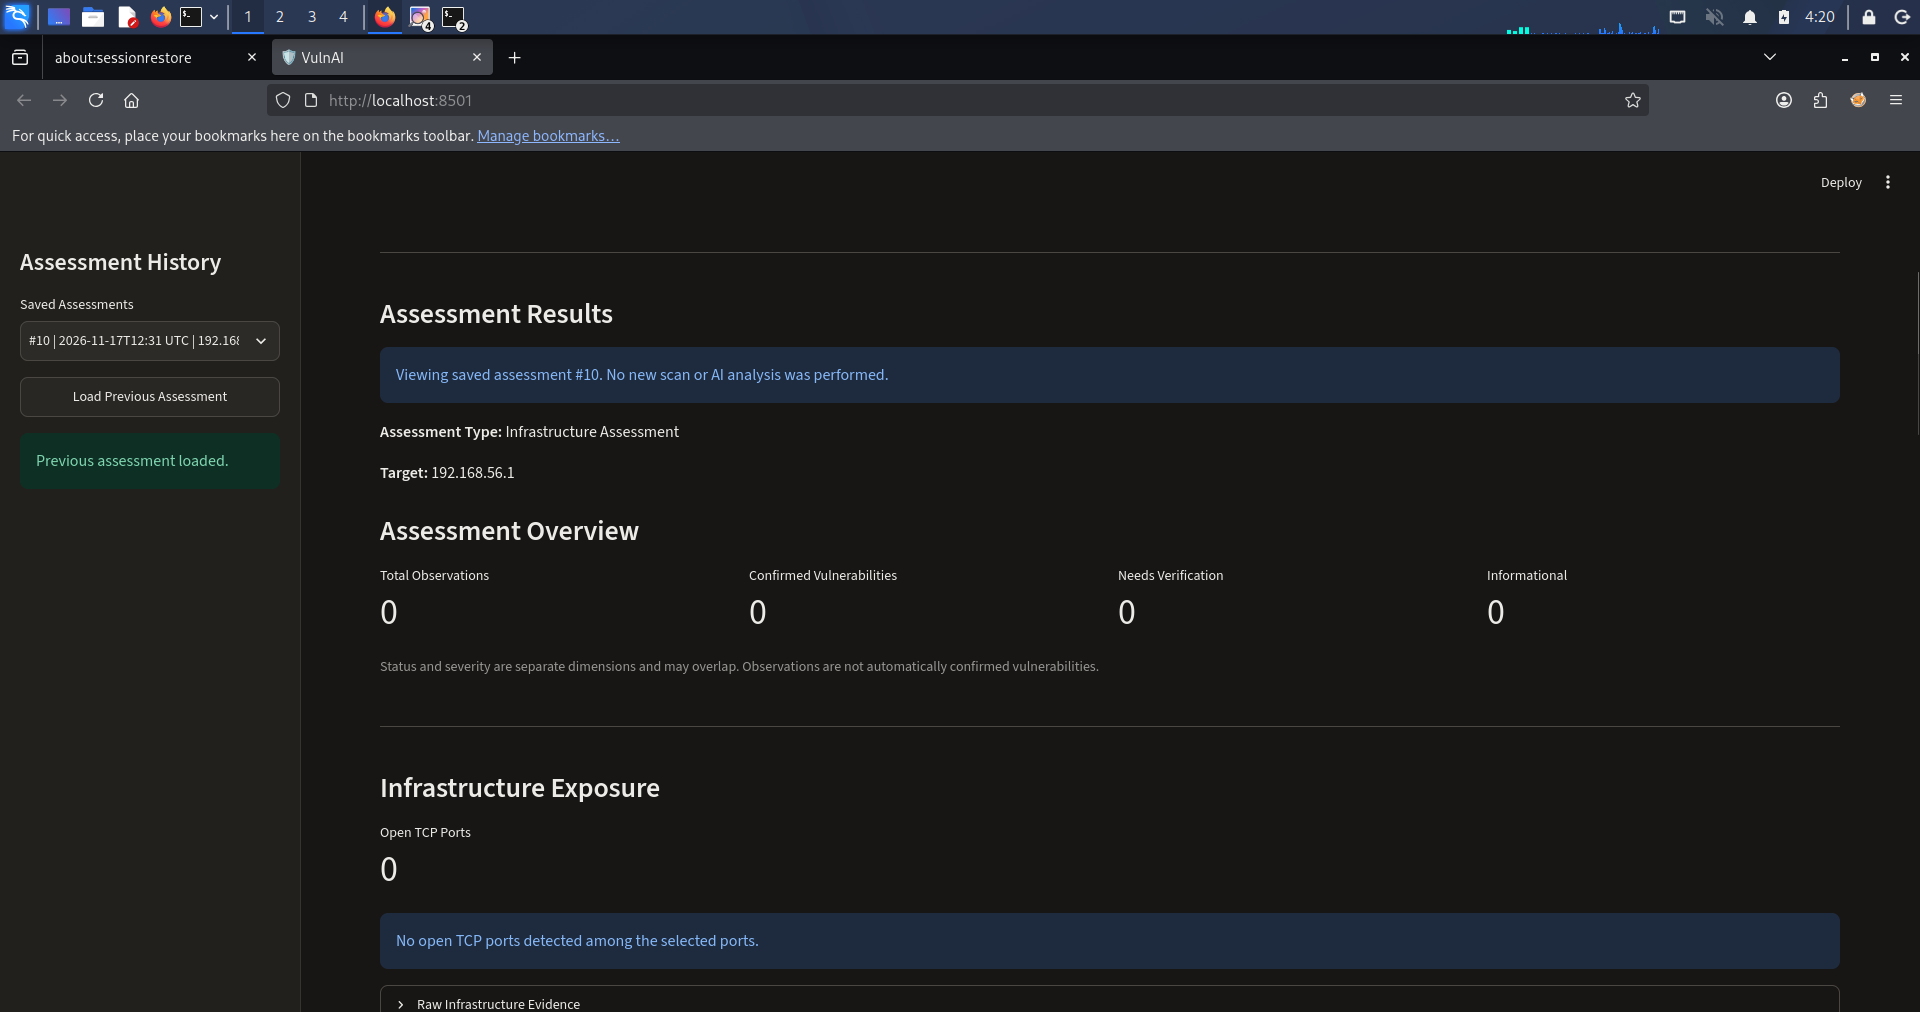 1 2 3 4 4 2 4:20
about:sessionrestore VulnAI
http://localhost:8501
For quick access, place your bookmarks here on the bookmarks toolbar. Manage bookmarks…
Deploy
Assessment History
Saved Assessments
#10 | 2026-11-17T12:31 UTC | 192.168
Load Previous Assessment
Previous assessment loaded.
Assessment Results
Viewing saved assessment #10. No new scan or AI analysis was performed.
Assessment Type: Infrastructure Assessment
Target: 192.168.56.1
Assessment Overview
Total Observations Confirmed Vulnerabilities Needs Verification Informational
0 0 0 0
Status and severity are separate dimensions and may overlap. Observations are not automatically confirmed vulnerabilities.
Infrastructure Exposure
Open TCP Ports
0
No open TCP ports detected among the selected ports.
Raw Infrastructure Evidence